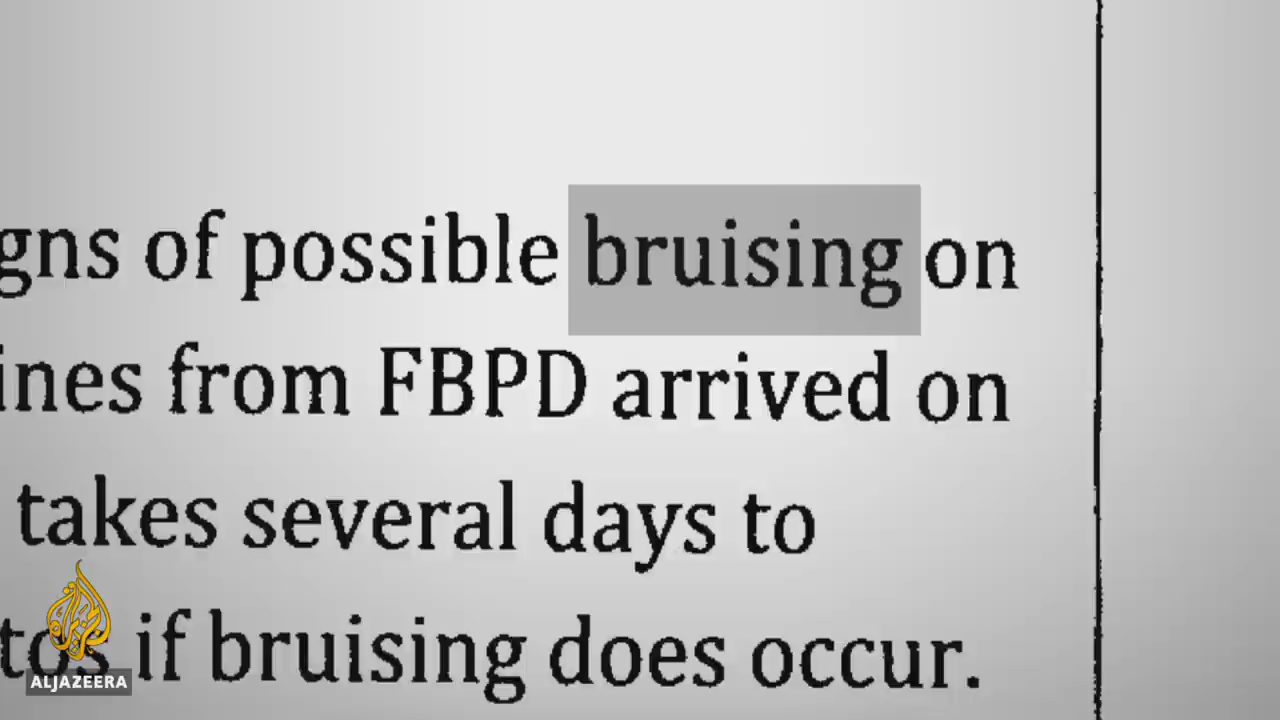 gns of possible bruising on
ines from FBPD arrived on
takes several days to
tos if bruising does occur.
ALJAZEERA